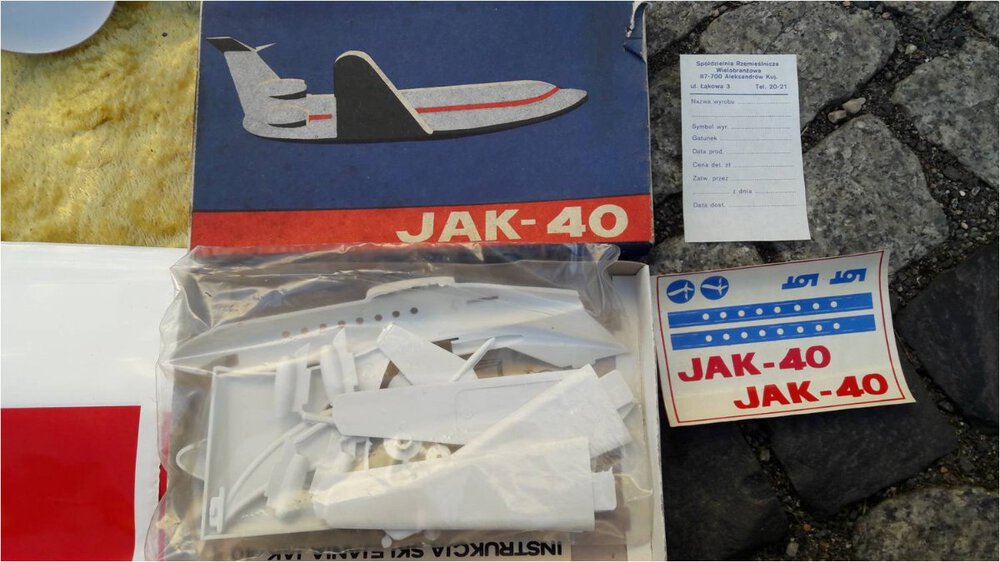 JAK-40
Spółdzielnia Rzemieślnicza
Wielobranżowa
87-700 Aleksandrów Kuj.
ul. Łąkowa 3 Tel. 20-21
Nazwa wyrobu
Symbol wyr.
Gatunek
Data prod.
Cena det. zł
Zatw. przez
z dnia
Data dost.
JAK-40
JAK-40
INSTRUKCJA SKLEJANIA JAK-40